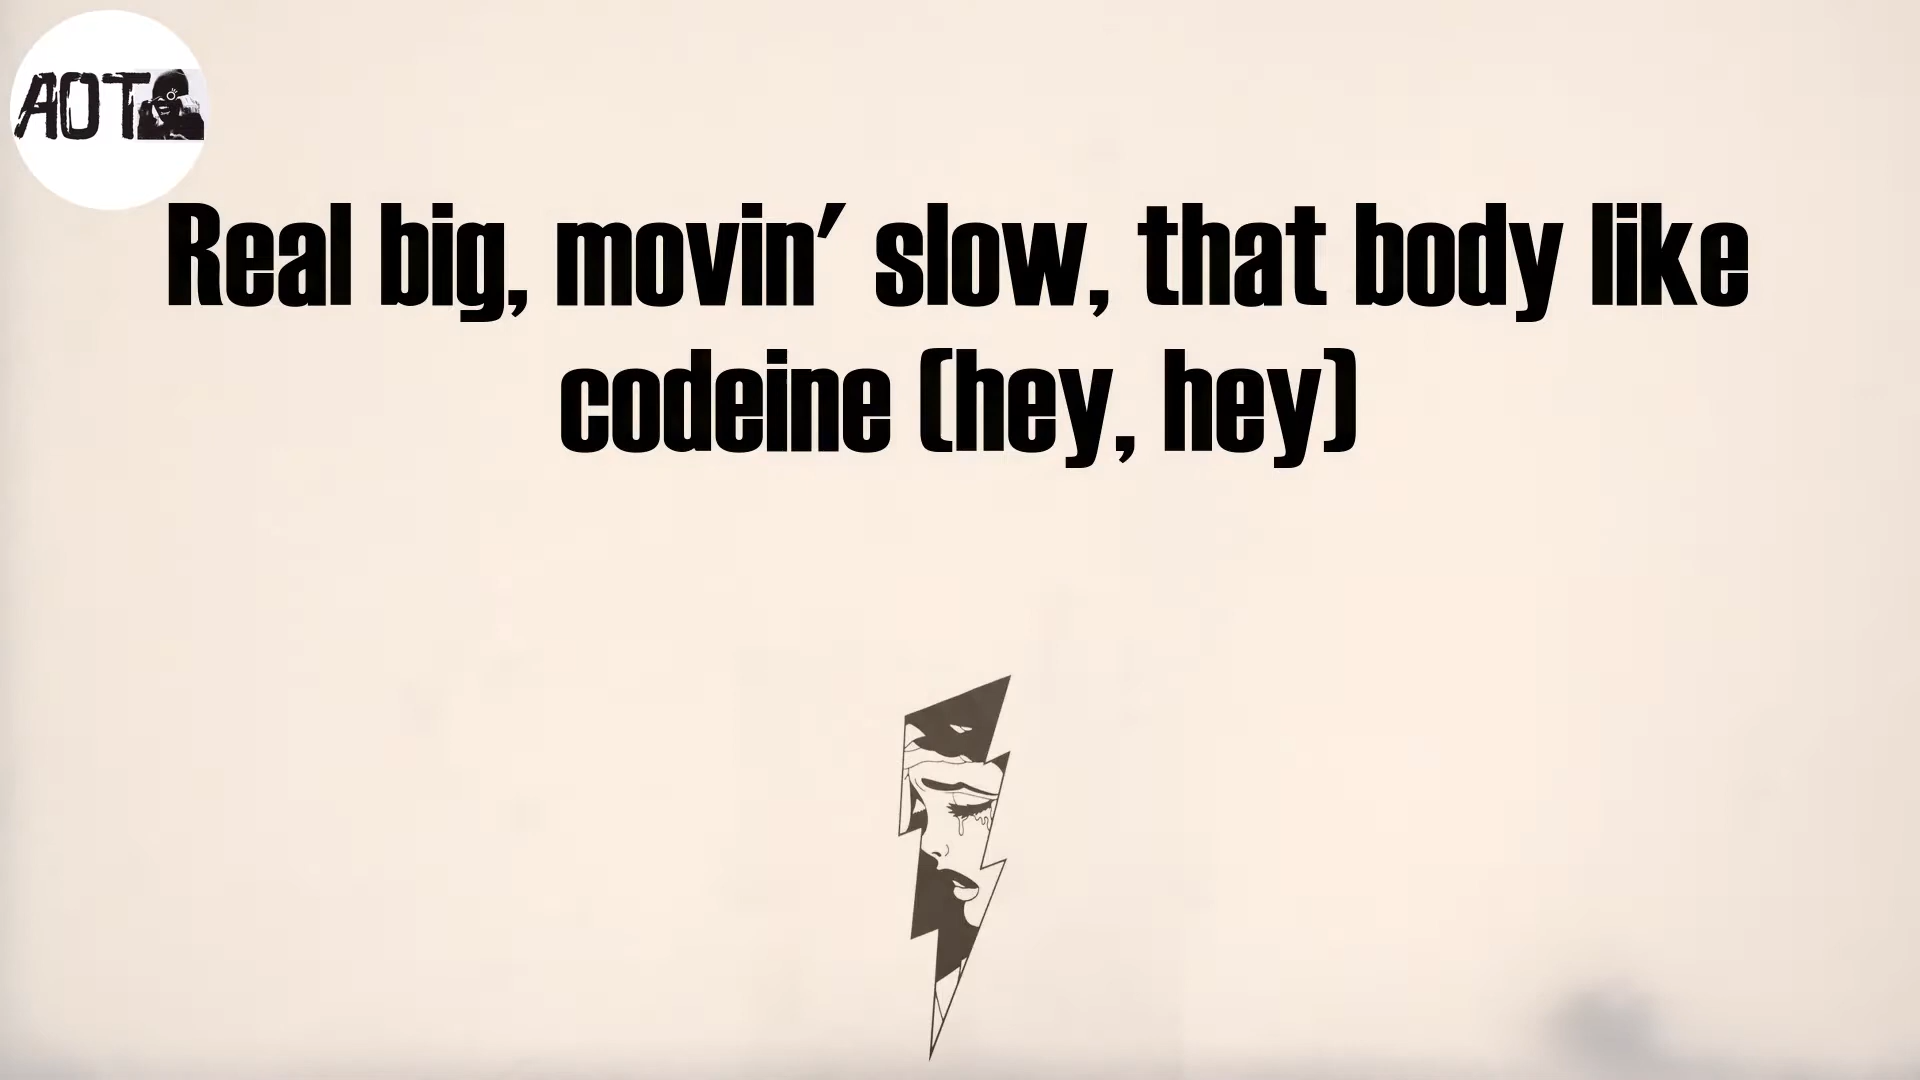 AOT
Real big, movin' slow, that body like
codeine (hey, hey)